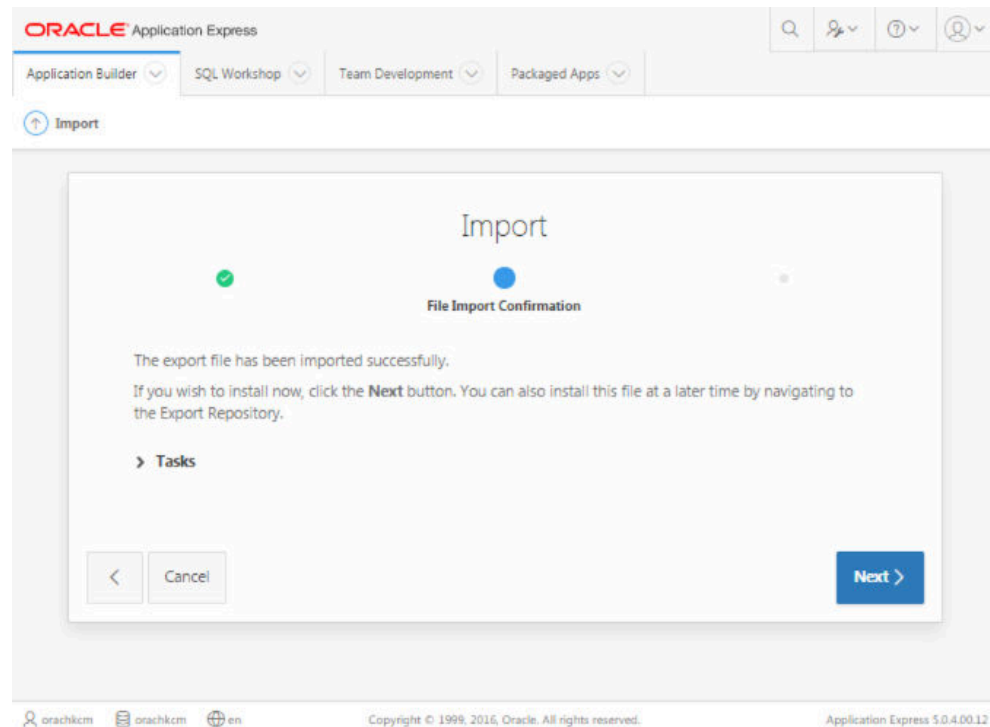 ORACLE Application Express
Application Builder SQL Workshop Team Development Packaged Apps
Import
Import
File Import Confirmation
The export file has been imported successfully.
If you wish to install now, click the Next button. You can also install this file at a later time by navigating to
the Export Repository.
Tasks
Cancel
Next
orachkcm orachkcm en Copyright © 1999, 2016, Oracle. All rights reserved. Application Express 5.0.4.00.12